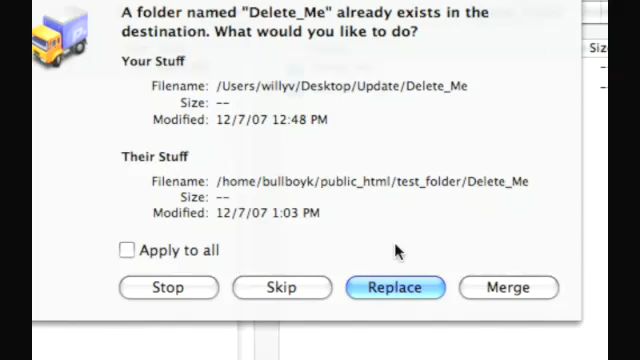 A folder named "Delete_Me" already exists in the
destination. What would you like to do?
Your Stuff
Filename: /Users/willyv/Desktop/Update/Delete_Me
Size: --
Modified: 12/7/07 12:48 PM
Their Stuff
Filename: /home/bullboyk/public_html/test_folder/Delete_Me
Size: --
Modified: 12/7/07 1:03 PM
Apply to all
Stop Skip Replace Merge
Siz
--
--